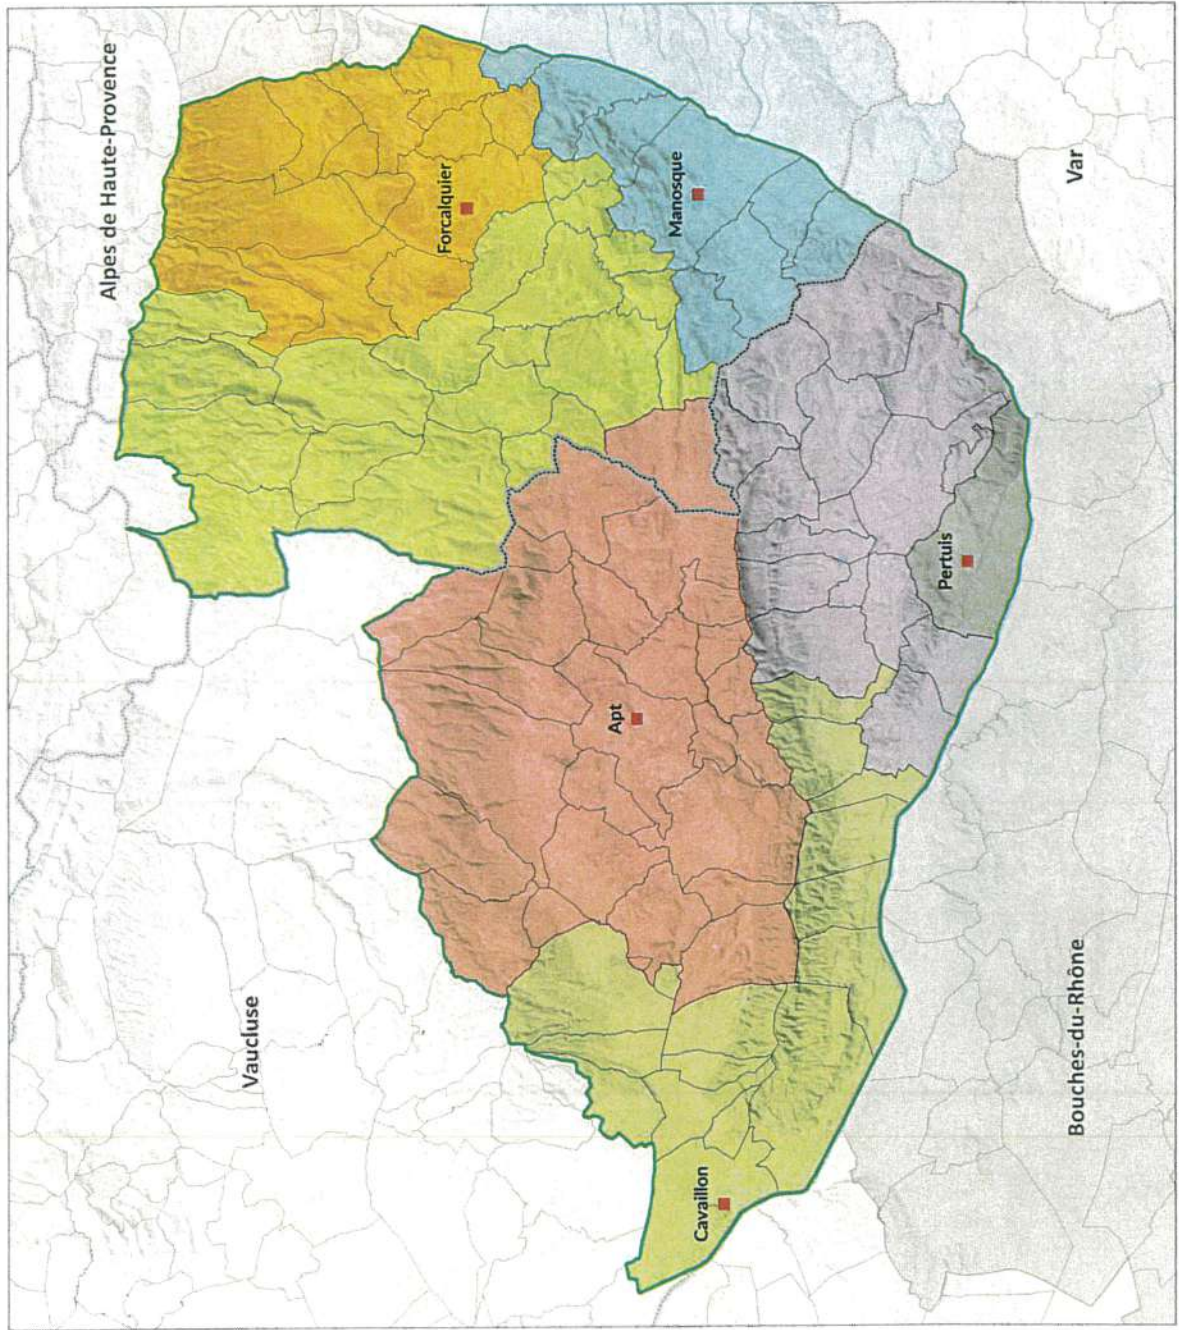 Alpes de Haute-Provence
Forcalquier
Manosque
Var
Vaucluse
Apt
Pertuis
Cavaillon
Bouches-du-Rhône